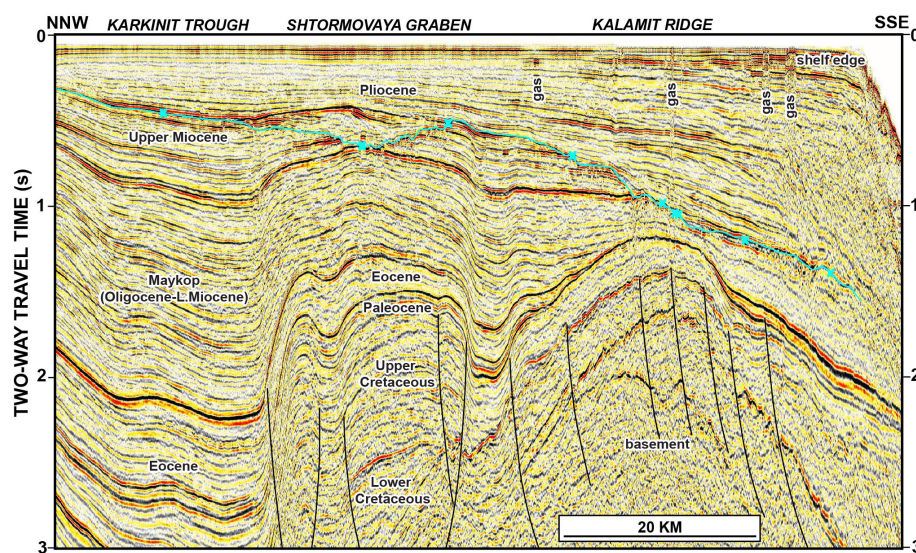 NNW
KARKINIT TROUGH
SHTORMOVAYA GRABEN
KALAMIT RIDGE
SSE
0
0
shelf edge
gas
gas
gas
gas
Pliocene
Upper Miocene
1
1
TWO-WAY TRAVEL TIME (s)
Maykop
(Oligocene-L.Miocene)
Eocene
Paleocene
Upper
Cretaceous
2
2
basement
Eocene
Lower
Cretaceous
20 KM
3
3